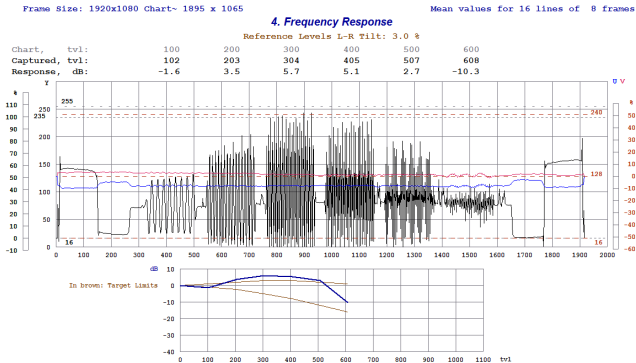 Frame Size: 1920x1080 Chart~ 1895 x 1065 Mean values for 16 lines of 8 frames
4. Frequency Response
Reference Levels L-R Tilt: 3.0 %
Chart, tvl: 100 200 300 400 500 600
Captured, tvl: 102 203 304 405 507 608
Response, dB: -1.6 3.5 5.7 5.1 2.7 -10.3
% Y U V
255
%
110 250 240 50
100 235 40
90 30
80 200 20
70 10
60 150 128 0
50 -10
40 100 -20
30 -30
20 50 -40
10 -50
0 16 16
-10 0 -60
0 100 200 300 400 500 600 700 800 900 1000 1100 1200 1300 1400 1500 1600 1700 1800 1900 2000
dB 10
In brown: Target Limits 0
-10
-20
-30
-40
0 100 200 300 400 500 600 700 800 900 1000 1100 tvl